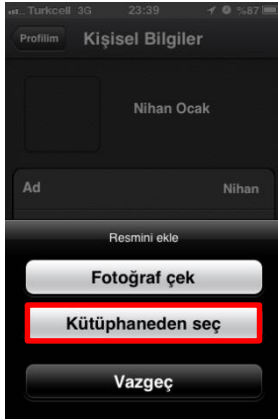 Turkcell 3G 23:39 %87
Profilim Kişisel Bilgiler
Nihan Ocak
Ad Nihan
Resmini ekle
Fotoğraf çek
Kütüphaneden seç
Vazgeç